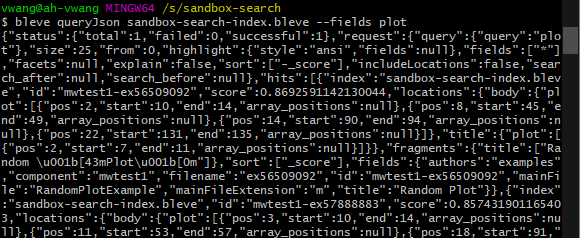 vwang@ah-vwang MINGW64 /s/sandbox-search
$ bleve queryJson sandbox-search-index.bleve --fields plot
{"status":{"total":1,"failed":0,"successful":1},"request":{"query":{"query":"plo
t"},"size":25,"from":0,"highlight":{"style":"ansi","fields":null},"fields":["*"]
,"facets":null,"explain":false,"sort":["-_score"],"includeLocations":false,"sear
ch_after":null,"search_before":null},"hits":[{"index":"sandbox-search-index.blev
e","id":"mwtest1-ex56509092","score":0.8692591142130044,"locations":{"body":{"pl
ot":[{"pos":2,"start":10,"end":14,"array_positions":null},{"pos":8,"start":45,"e
nd":49,"array_positions":null},{"pos":14,"start":90,"end":94,"array_positions":n
ull},{"pos":22,"start":131,"end":135,"array_positions":null}]},"title":{"plot":[
{"pos":2,"start":7,"end":11,"array_positions":null}]}},"fragments":{"title":["Ra
ndom \u001b[43mPlot\u001b[0m"]},"sort":["_score"],"fields":{"authors":"examples"
,"component":"mwtest1","filename":"ex56509092","id":"mwtest1-ex56509092","mainFi
le":"RandomPlotExample","mainFileExtension":"m","title":"Random Plot"}},{"index"
:"sandbox-search-index.bleve","id":"mwtest1-ex57888883","score":0.85743190116540
3,"locations":{"body":{"plot":[{"pos":3,"start":10,"end":14,"array_positions":nu
ll},{"pos":11,"start":53,"end":57,"array_positions":null},{"pos":18,"start":91,"